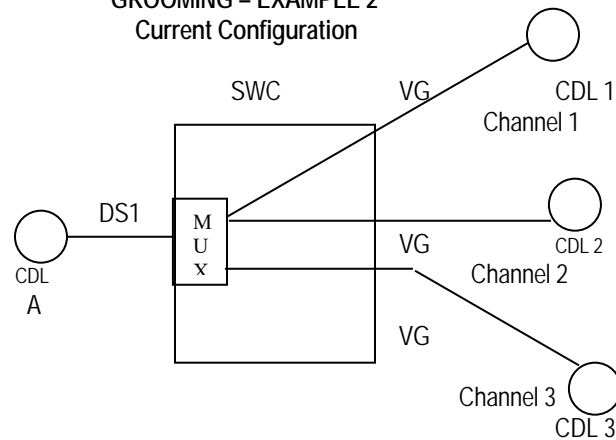 GROOMING – EXAMPLE 2
Current Configuration
SWC
VG
CDL 1
Channel 1
DS1
M
U
X
CDL
A
VG
CDL 2
Channel 2
VG
Channel 3
CDL 3